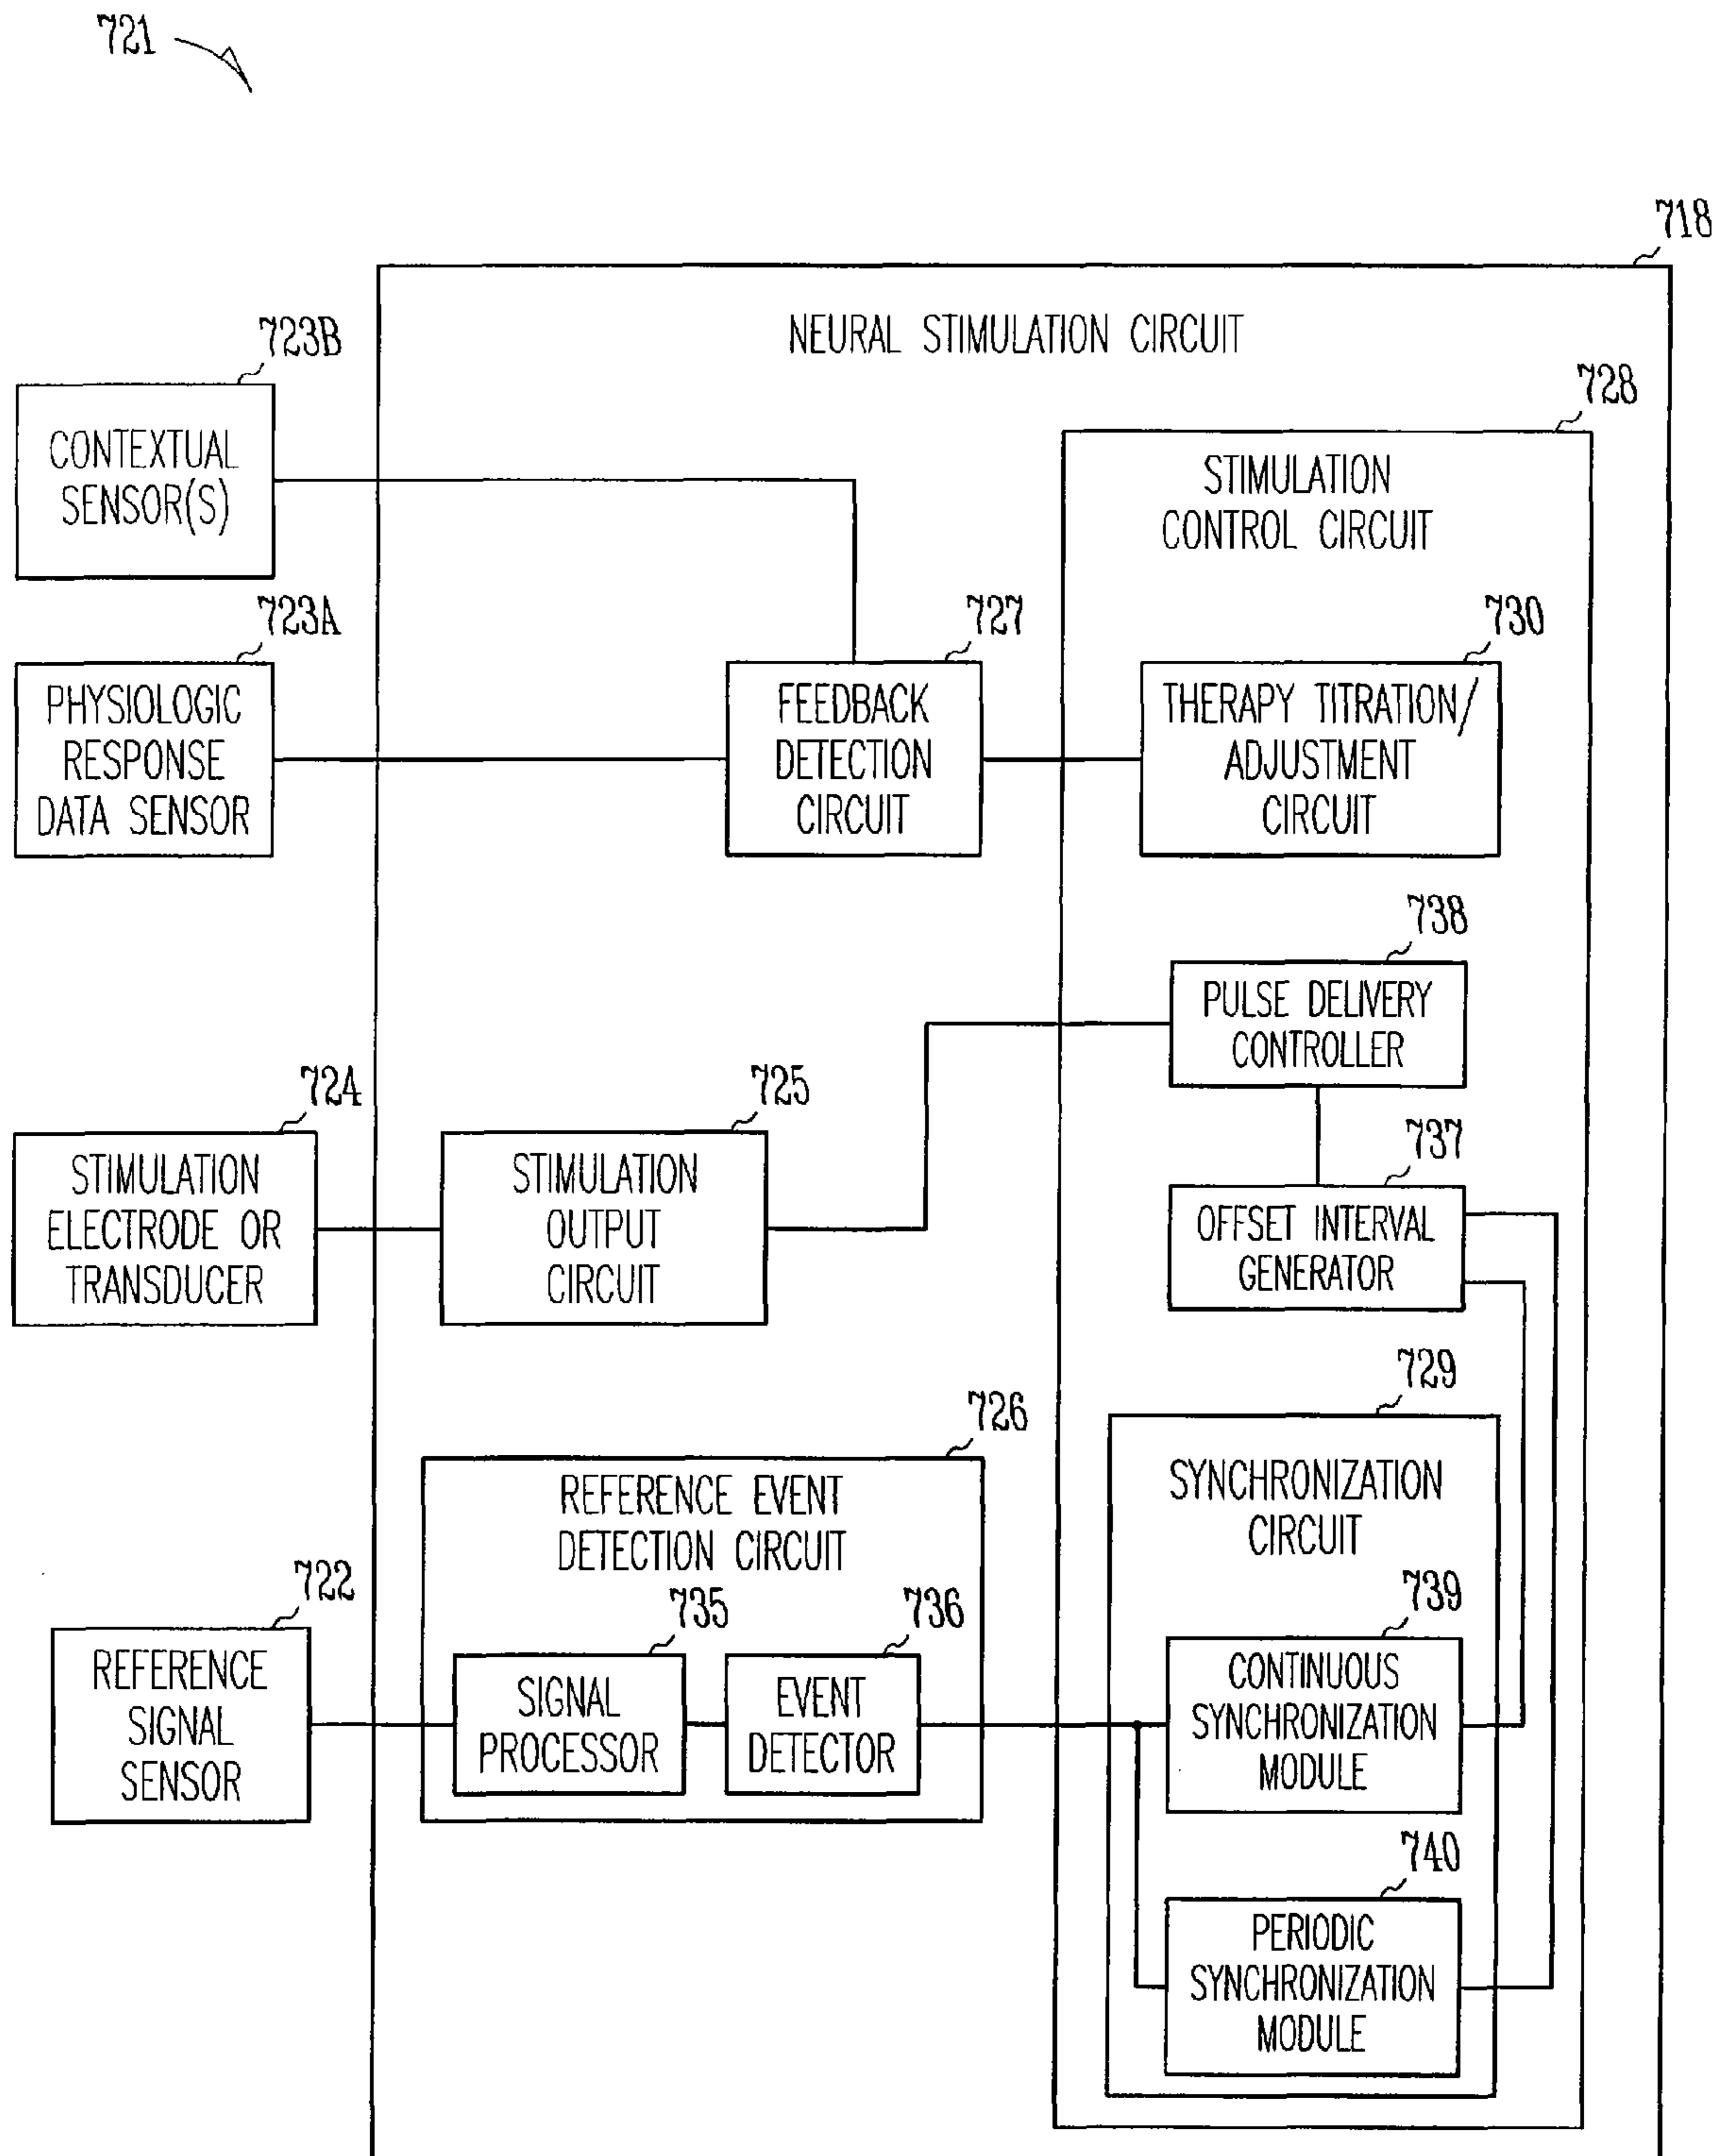 721
718
NEURAL STIMULATION CIRCUIT
723B
CONTEXTUAL
SENSOR(S)
728
STIMULATION
CONTROL CIRCUIT
723A
PHYSIOLOGIC
RESPONSE
DATA SENSOR
727
FEEDBACK
DETECTION
CIRCUIT
730
THERAPY TITRATION/
ADJUSTMENT
CIRCUIT
738
PULSE DELIVERY
CONTROLLER
724
STIMULATION
ELECTRODE OR
TRANSDUCER
725
STIMULATION
OUTPUT
CIRCUIT
737
OFFSET INTERVAL
GENERATOR
729
SYNCHRONIZATION
CIRCUIT
726
REFERENCE EVENT
DETECTION CIRCUIT
722
REFERENCE
SIGNAL
SENSOR
735
SIGNAL
PROCESSOR
736
EVENT
DETECTOR
739
CONTINUOUS
SYNCHRONIZATION
MODULE
740
PERIODIC
SYNCHRONIZATION
MODULE